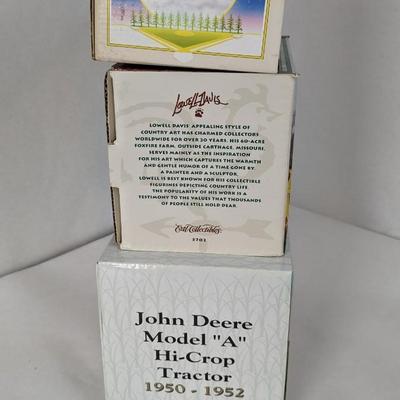 LOWELL DAVIS
LOWELL DAVIS' APPEALING STYLE OF
COUNTRY ART HAS CHARMED COLLECTORS
WORLDWIDE FOR OVER 20 YEARS. HIS 60-ACRE
FOXFIRE FARM, OUTSIDE CARTHAGE, MISSOURI,
SERVES MAINLY AS THE INSPIRATION
FOR HIS ART WHICH CAPTURES THE WARMTH
AND GENTLE HUMOR OF A TIME GONE BY
A PAINTER AND A SCULPTOR,
LOWELL IS BEST KNOWN FOR HIS COLLECTIBLE
FIGURINES DEPICTING COUNTRY LIFE.
THE POPULARITY OF HIS WORK IS A
TESTIMONY TO THE VALUES THAT THOUSANDS
OF PEOPLE STILL HOLD DEAR.
Ertl Collectibles
2702
John Deere
Model "A"
Hi-Crop
Tractor
1950 - 1952